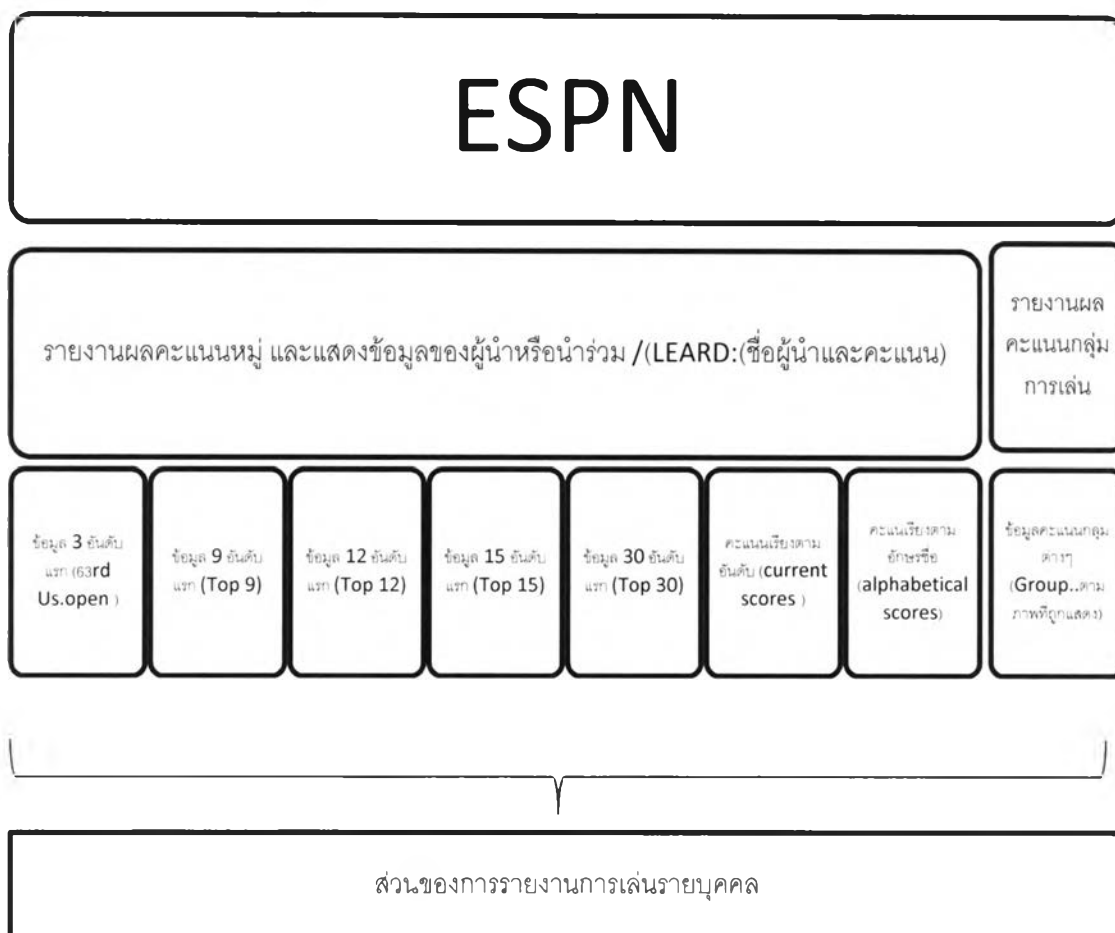 ESPN
รายงานผลคะแนนหมู่ และแสดงข้อมูลของผู้นำหรือนำร่วม /(LEARD:(ชื่อผู้นำและคะแนน)
รายงานผล
คะแนนกลุ่ม
การเล่น
ข้อมูล 3 อันดับ
แรก (63rd
Us.open )
ข้อมูล 9 อันดับ
แรก (Top 9)
ข้อมูล 12 อันดับ
แรก (Top 12)
ข้อมูล 15 อันดับ
แรก (Top 15)
ข้อมูล 30 อันดับ
แรก (Top 30)
คะแนนเรียงตาม
อันดับ (current
scores )
คะแนนเรียงตาม
อักษรชื่อ
(alphabetical
scores)
ข้อมูลคะแนนกลุ่ม
ต่างๆ
(Group..ตาม
ภาพที่ถูกแสดง)
ส่วนของการรายงานการเล่นรายบุคคล